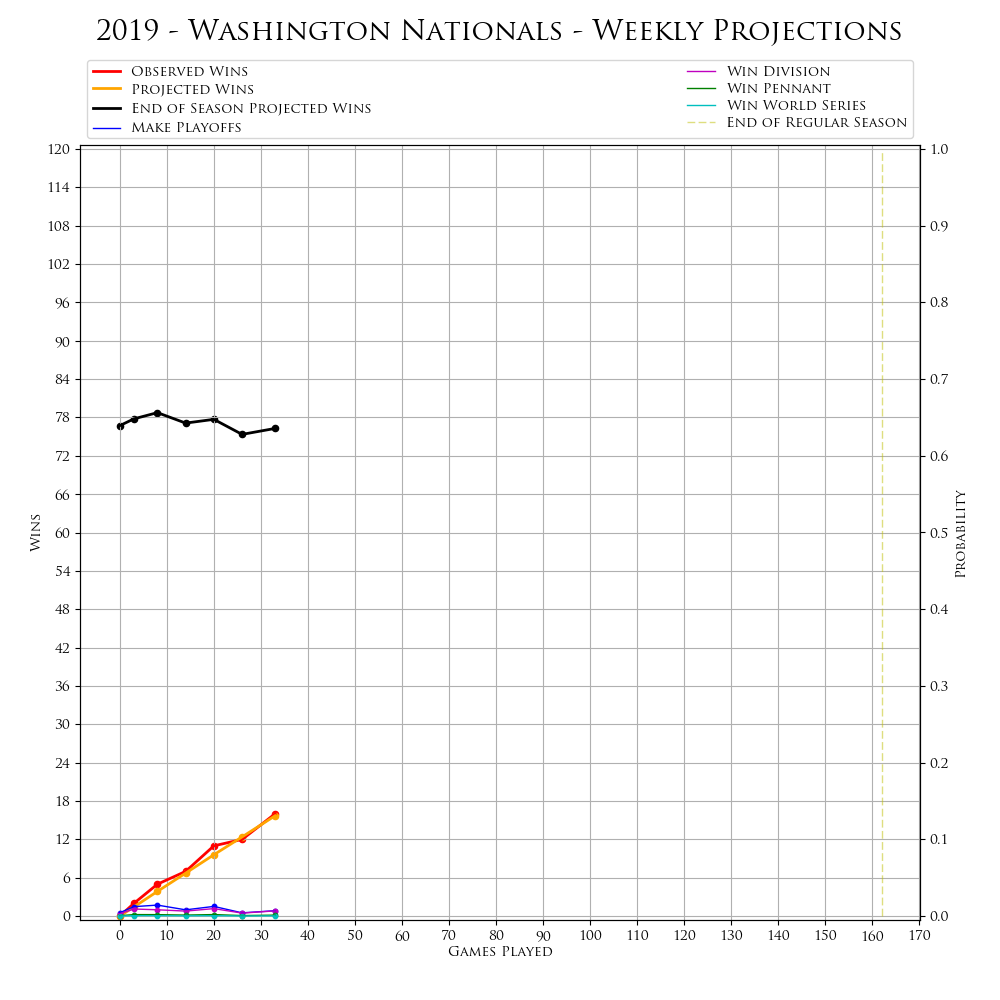 2019 - Washington Nationals - Weekly Projections
Observed Wins
Projected Wins
End of Season Projected Wins
Make Playoffs
Win Division
Win Pennant
Win World Series
End of Regular Season
120
114
108
102
96
90
84
78
72
66
60
54
48
42
36
30
24
18
12
6
0
Wins
1.0
0.9
0.8
0.7
0.6
0.5
0.4
0.3
0.2
0.1
0.0
Probability
0 10 20 30 40 50 60 70 80 90 100 110 120 130 140 150 160 170
Games Played